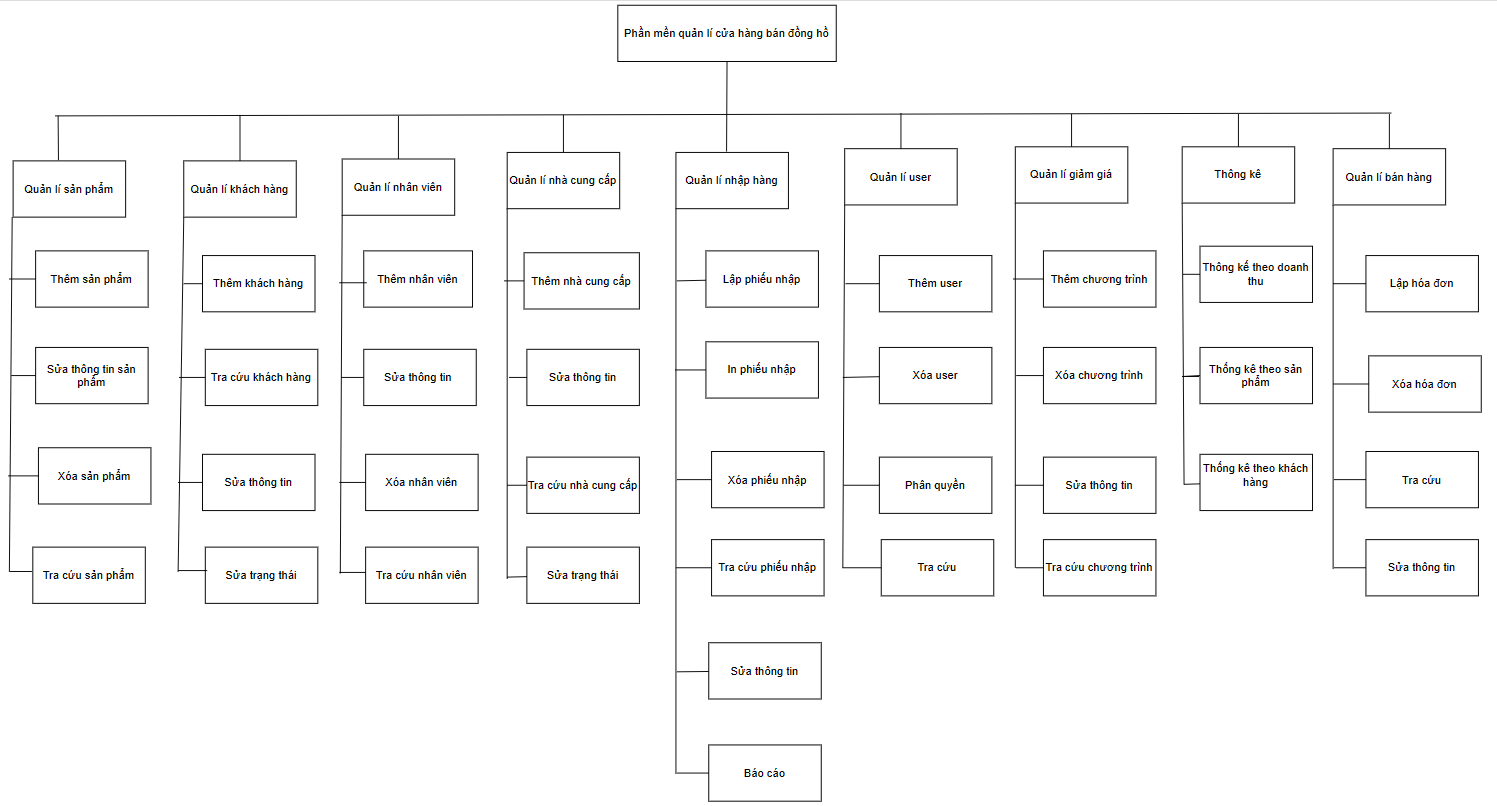 Phần mền quản lí cửa hàng bán đồng hồ
Quản lí sản phẩm
Quản lí khách hàng
Quản lí nhân viên
Quản lí nhà cung cấp
Quản lí nhập hàng
Quản lí user
Quản lí giảm giá
Thông kê
Quản lí bán hàng
Thêm sản phẩm
Sửa thông tin sản
phẩm
Xóa sản phẩm
Tra cứu sản phẩm
Thêm khách hàng
Tra cứu khách hàng
Sửa thông tin
Sửa trạng thái
Thêm nhân viên
Sửa thông tin
Xóa nhân viên
Tra cứu nhân viên
Thêm nhà cung cấp
Sửa thông tin
Tra cứu nhà cung cấp
Sửa trạng thái
Lập phiếu nhập
In phiếu nhập
Xóa phiếu nhập
Tra cứu phiếu nhập
Sửa thông tin
Báo cáo
Thêm user
Xóa user
Phân quyền
Tra cứu
Thêm chương trình
Xóa chương trình
Sửa thông tin
Tra cứu chương trình
Thông kế theo doanh
thu
Thống kê theo sản
phẩm
Thống kê theo khách
hàng
Lập hóa đơn
Xóa hóa đơn
Tra cứu
Sửa thông tin